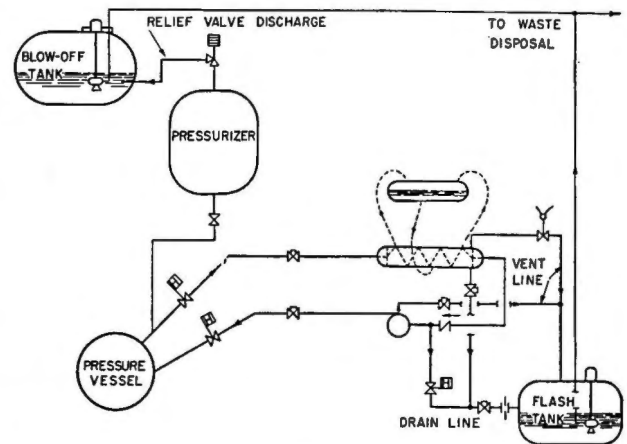 RELIEF VALVE DISCHARGE
TO WASTE
DISPOSAL
BLOW-OFF
TANK
PRESSURIZER
VENT
LINE
PRESSURE
VESSEL
FLASH
TANK
DRAIN LINE